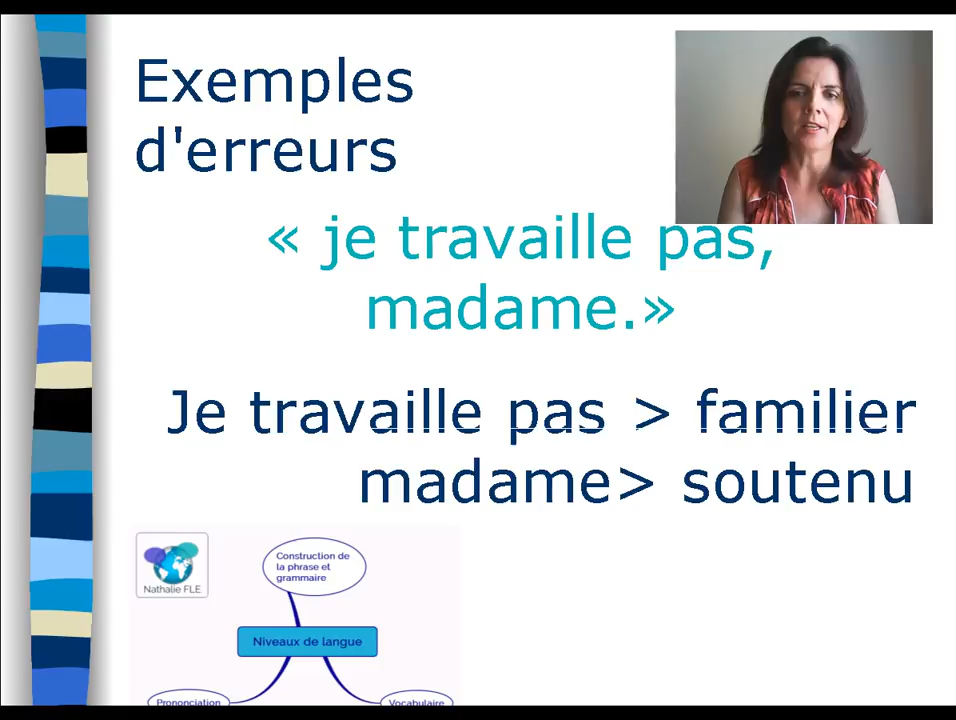 Exemples
d'erreurs
« je travaille pas,
madame.»
Je travaille pas > familier
madame> soutenu
Nathalie FLE
Construction de
la phrase et
grammaire
Niveaux de langue
Prononciation
Vocabulaire